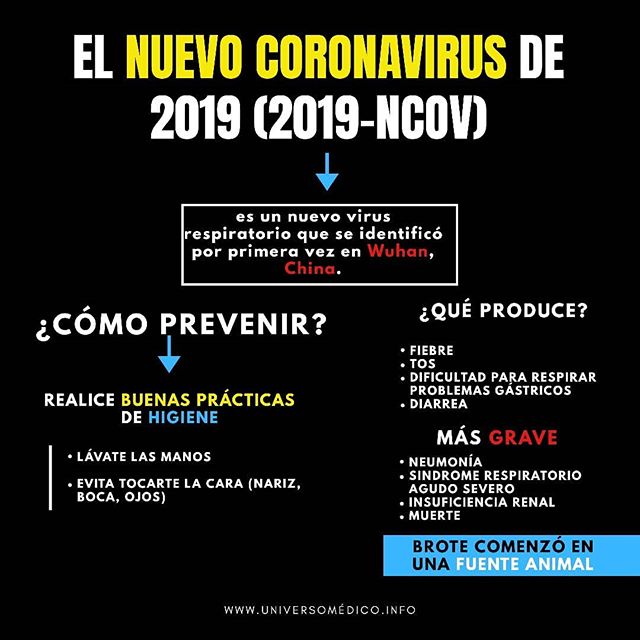 EL NUEVO CORONAVIRUS DE
2019 (2019-NCOV)
es un nuevo virus
respiratorio que se identificó
por primera vez en Wuhan,
China.
¿CÓMO PREVENIR?
REALICE BUENAS PRÁCTICAS
DE HIGIENE
• LÁVATE LAS MANOS
• EVITA TOCARTE LA CARA (NARIZ,
BOCA, OJOS)
¿QUÉ PRODUCE?
• FIEBRE
• TOS
• DIFICULTAD PARA RESPIRAR
PROBLEMAS GÁSTRICOS
• DIARREA
MÁS GRAVE
• NEUMONÍA
• SINDROME RESPIRATORIO
AGUDO SEVERO
• INSUFICIENCIA RENAL
• MUERTE
BROTE COMENZÓ EN
UNA FUENTE ANIMAL
WWW.UNIVERSOMÉDICO.INFO